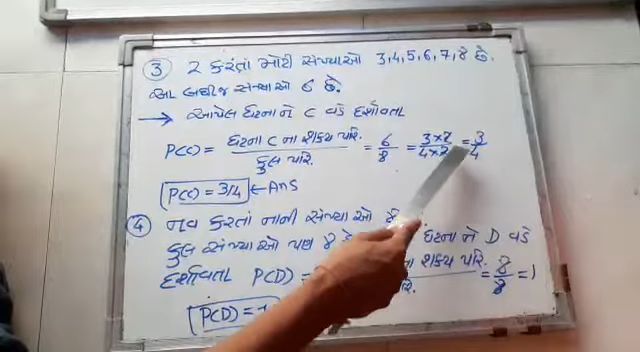 ③ 2 કરતાં મોટી સંખ્યાઓ 3,4,5,6,7,8 છે.
આ બધીજ સંખ્યાઓ 6 છે.
→ આપેલ ઘટનાને C વડે દર્શાવતા
P(C) = ઘટના C ના શક્ય પરિ. / કુલ પરિ. = 6/8 = 3×2/4×2 = 3/4
P(C) = 3/4 ← Ans
④ નવ કરતાં નાની સંખ્યાઓ 8
કુલ સંખ્યાઓ પણ 8 છે ઘટના ને D વડે
દર્શાવતા P(D) = ના શક્ય પરિ. / પરિ. = 8/8 = 1
P(D) = 1